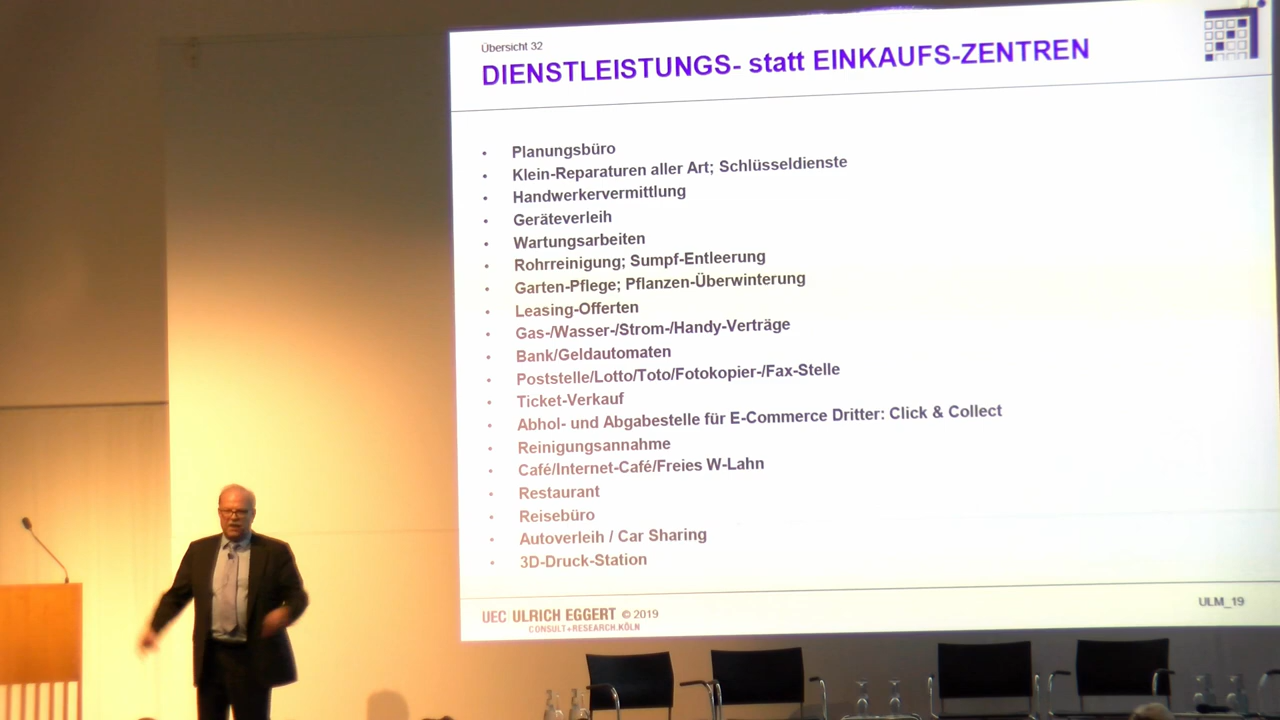 Übersicht 32
DIENSTLEISTUNGS- statt EINKAUFS-ZENTREN
• Planungsbüro
• Klein-Reparaturen aller Art; Schlüsseldienste
• Handwerkervermittlung
• Geräteverleih
• Wartungsarbeiten
• Rohrreinigung; Sumpf-Entleerung
• Garten-Pflege; Pflanzen-Überwinterung
• Leasing-Offerten
• Gas-/Wasser-/Strom-/Handy-Verträge
• Bank/Geldautomaten
• Poststelle/Lotto/Toto/Fotokopier-/Fax-Stelle
• Ticket-Verkauf
• Abhol- und Abgabestelle für E-Commerce Dritter: Click & Collect
• Reinigungsannahme
• Café/Internet-Café/Freies W-Lahn
• Restaurant
• Reisebüro
• Autoverleih / Car Sharing
• 3D-Druck-Station
UEC ULRICH EGGERT © 2019
CONSULT+RESEARCH.KÖLN
ULM_19